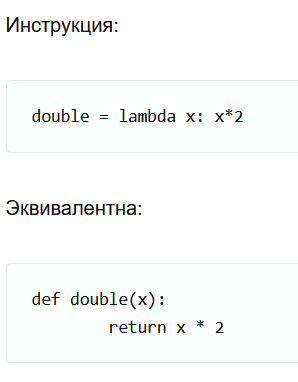 Инструкция:
double = lambda x: x*2
Эквивалентна:
def double(x):
        return x * 2